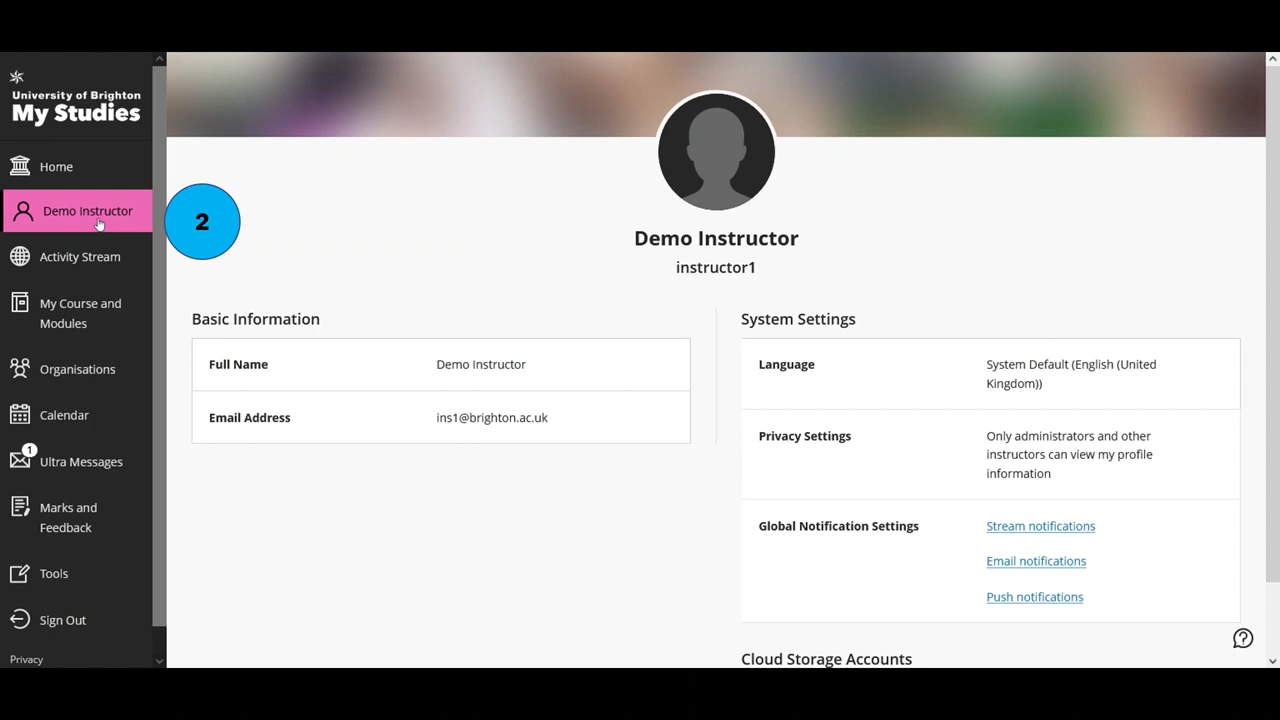 University of Brighton
My Studies
Home
Demo Instructor
Activity Stream
My Course and
Modules
Organisations
Calendar
1
Ultra Messages
Marks and
Feedback
Tools
Sign Out
Privacy
2
Demo Instructor
instructor1
Basic Information
Full Name Demo Instructor
Email Address ins1@brighton.ac.uk
System Settings
Language System Default (English (United
Kingdom))
Privacy Settings Only administrators and other
instructors can view my profile
information
Global Notification Settings Stream notifications
Email notifications
Push notifications
Cloud Storage Accounts